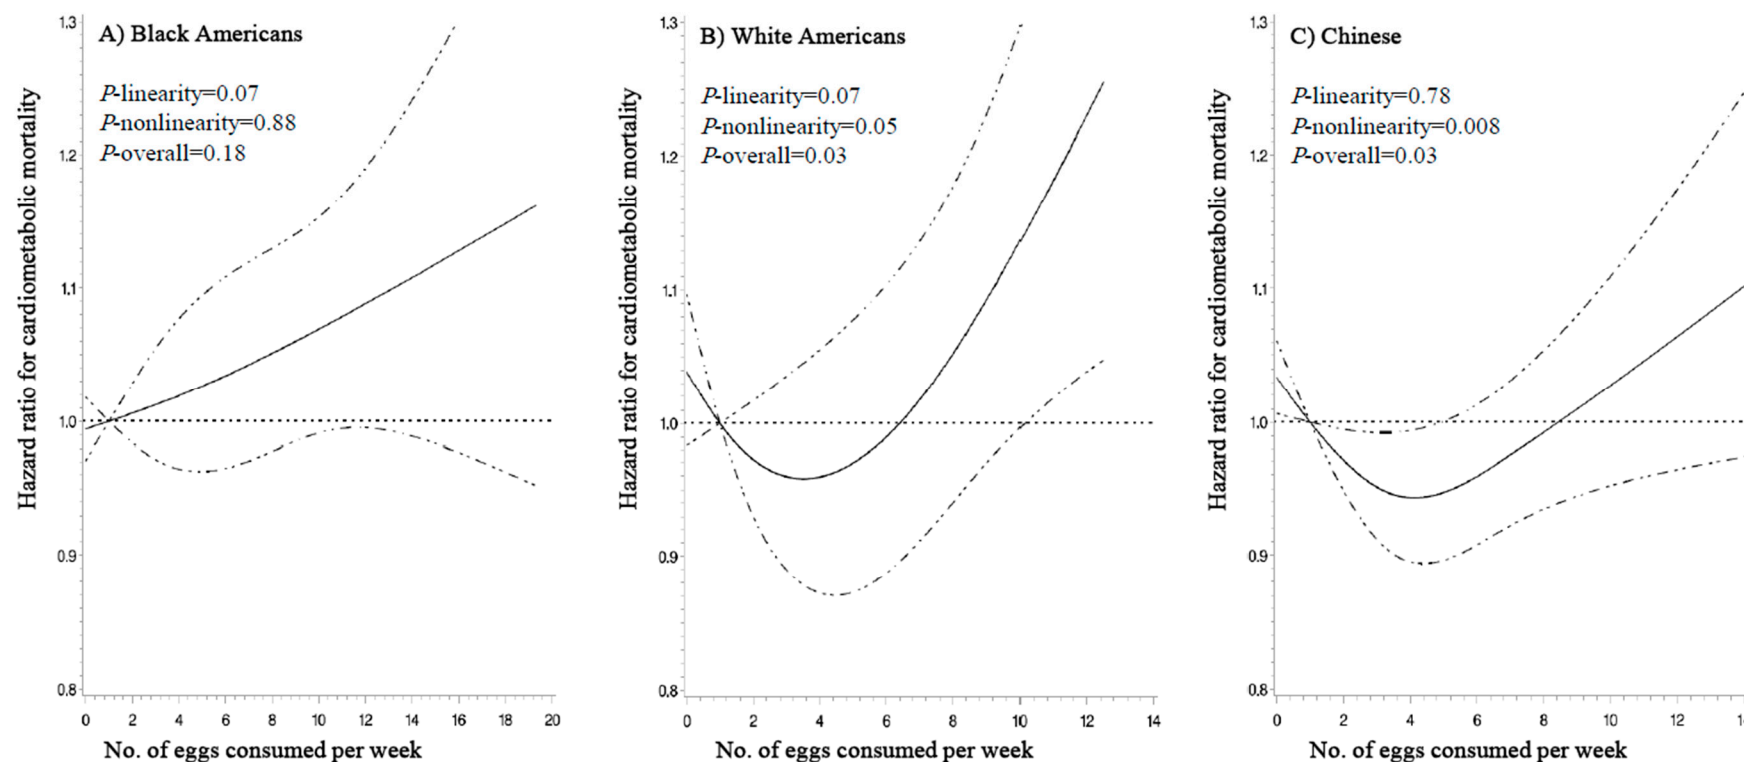 A) Black Americans
P-linearity=0.07
P-nonlinearity=0.88
P-overall=0.18
Hazard ratio for cardiometabolic mortality
1.3
1.2
1.1
1.0
0.9
0.8
0 2 4 6 8 10 12 14 16 18 20
No. of eggs consumed per week
B) White Americans
P-linearity=0.07
P-nonlinearity=0.05
P-overall=0.03
Hazard ratio for cardiometabolic mortality
1.3
1.2
1.1
1.0
0.9
0.8
0 2 4 6 8 10 12 14
No. of eggs consumed per week
C) Chinese
P-linearity=0.78
P-nonlinearity=0.008
P-overall=0.03
Hazard ratio for cardiometabolic mortality
1.3
1.2
1.1
1.0
0.9
0.8
0 2 4 6 8 10 12
No. of eggs consumed per week